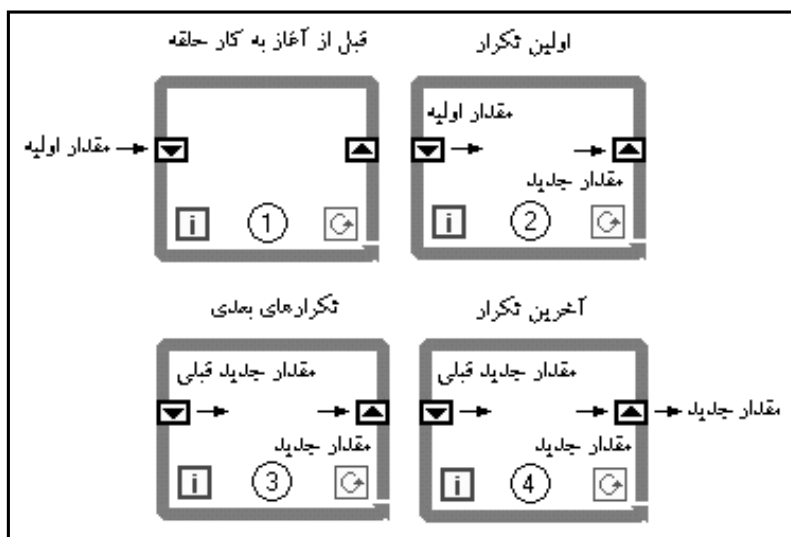 قبل از آغاز به کار حلقه
مقدار اولیه
i
1
اولین تکرار
مقدار اولیه
مقدار جدید
i
2
تکرارهای بعدی
مقدار جدید قبلی
مقدار جدید
i
3
آخرین تکرار
مقدار جدید قبلی
مقدار جدید
مقدار جدید
i
4